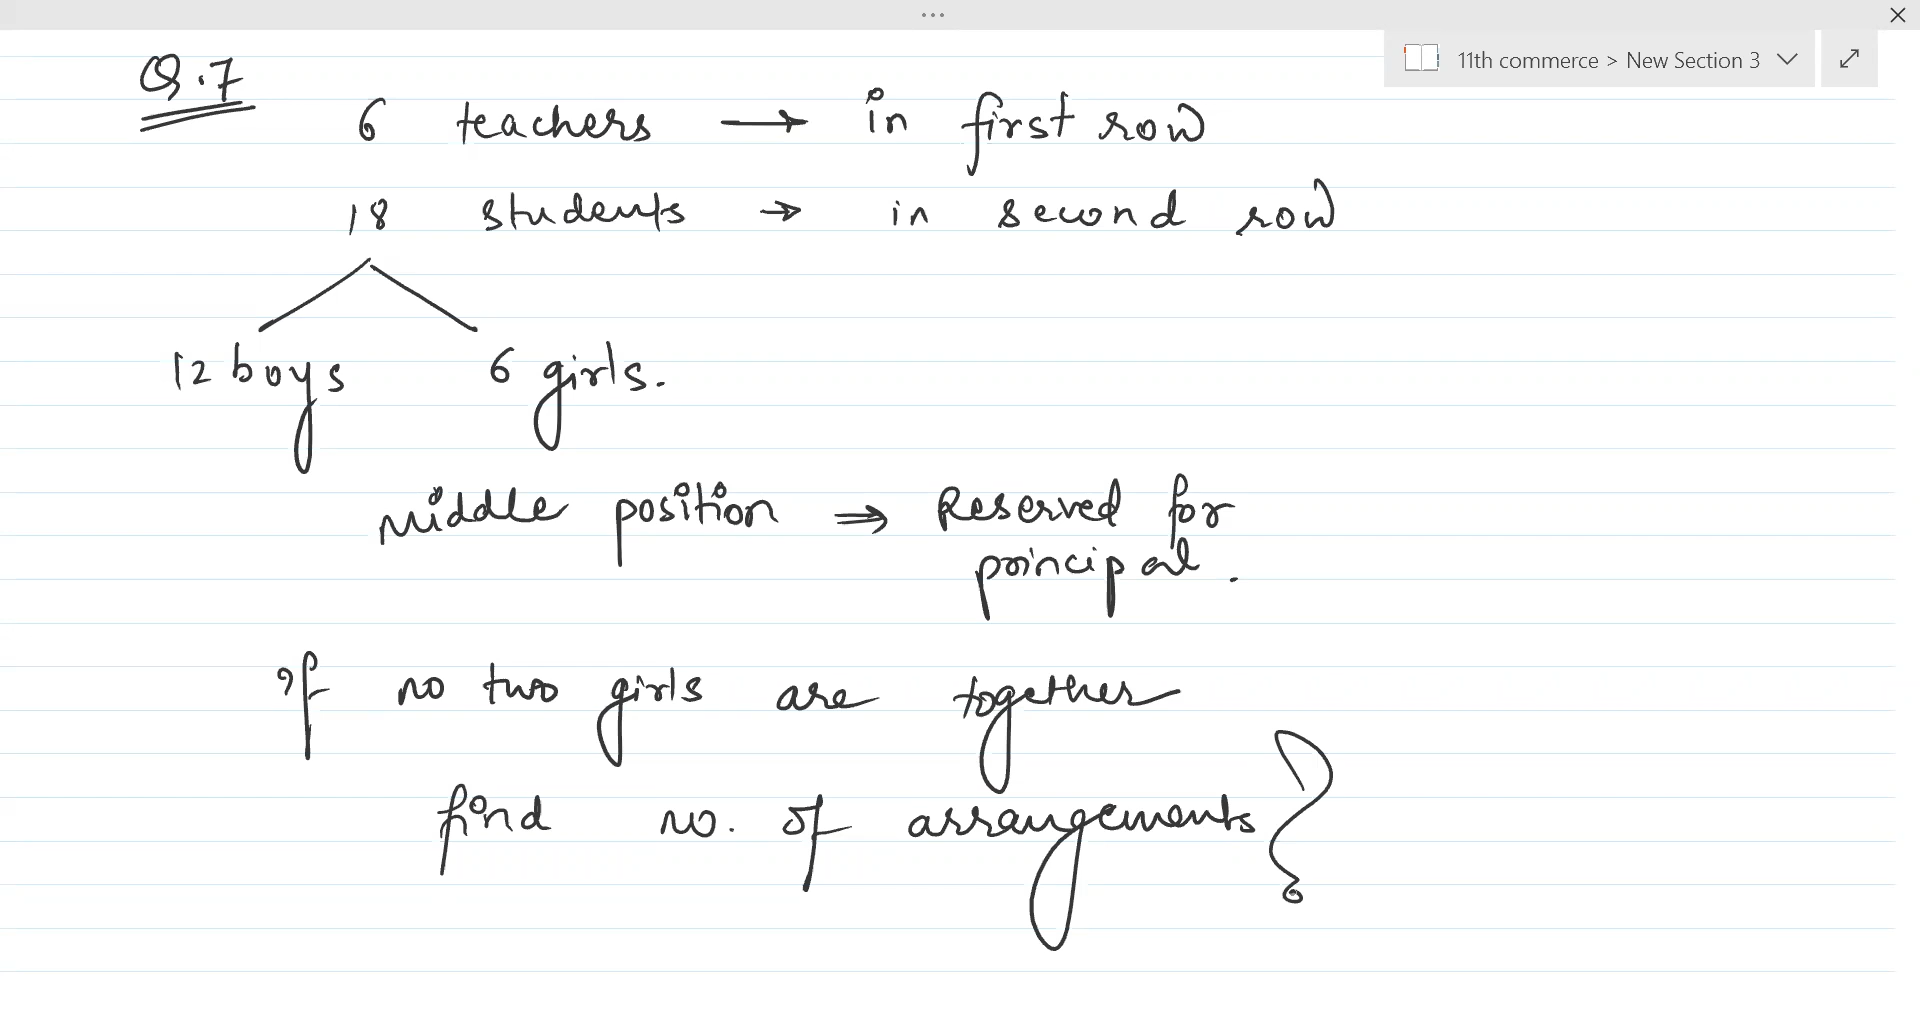 11th commerce > New Section 3
Q.7
6 teachers → in first row
18 students → in second row
12 boys 6 girls.
middle position ⇒ Reserved for
principal.
If no two girls are together
find no. of arrangements ?